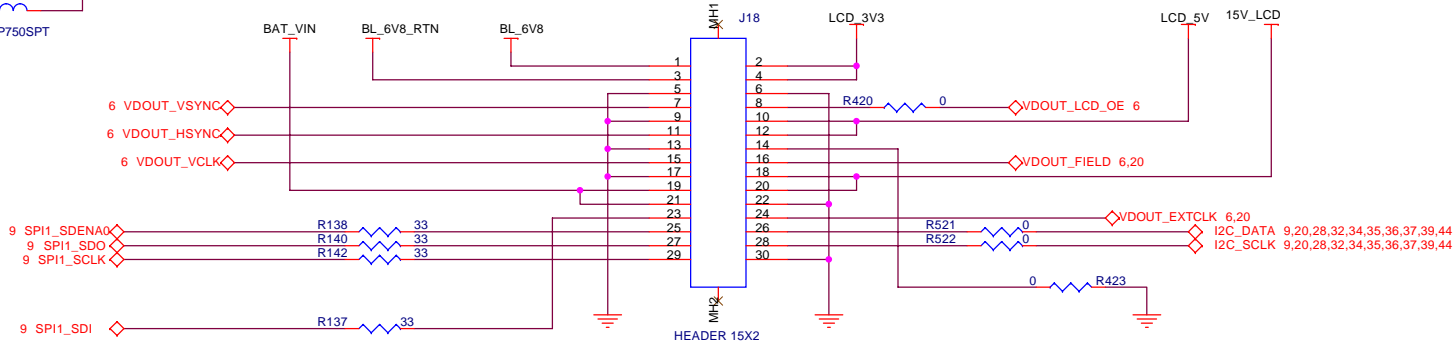 P750SPT
BAT_VIN BL_6V8_RTN BL_6V8 MH1 J18 LCD_3V3 LCD_5V 15V_LCD
1 2
3 4
5 6
6 VDOUT_VSYNC 7 8 R420 0 VDOUT_LCD_OE 6
9 10
6 VDOUT_HSYNC 11 12
13 14
6 VDOUT_VCLK 15 16 VDOUT_FIELD 6,20
17 18
19 20
21 22
23 24 VDOUT_EXTCLK 6,20
9 SPI1_SDENA0 R138 33 25 26 R521 0 I2C_DATA 9,20,28,32,34,35,36,37,39,44
9 SPI1_SDO R140 33 27 28 R522 0 I2C_SCLK 9,20,28,32,34,35,36,37,39,44
9 SPI1_SCLK R142 33 29 30
0 R423
MH2
9 SPI1_SDI R137 33
HEADER 15X2